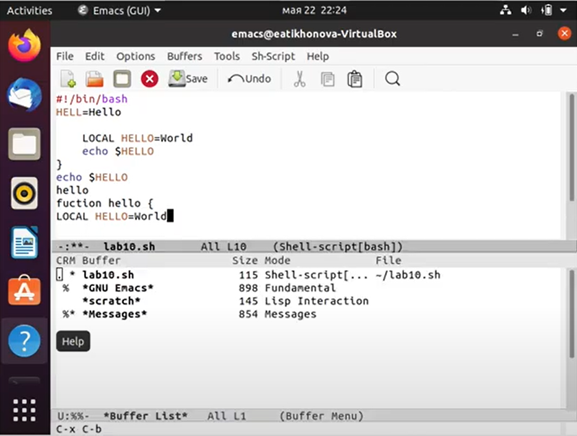 Activities Emacs (GUI) мая 22 22:24
emacs@eatikhonova-VirtualBox
File Edit Options Buffers Tools Sh-Script Help
Save Undo
#!/bin/bash
HELL=Hello
LOCAL HELLO=World
echo $HELLO
}
echo $HELLO
hello
fuction hello {
LOCAL HELLO=World
-:**- lab10.sh All L10 (Shell-script[bash])
CRM Buffer Size Mode File
. * lab10.sh 115 Shell-script[... ~/lab10.sh
% *GNU Emacs* 898 Fundamental
*scratch* 145 Lisp Interaction
%* *Messages* 854 Messages
Help
U:%%- *Buffer List* All L1 (Buffer Menu)
C-x C-b